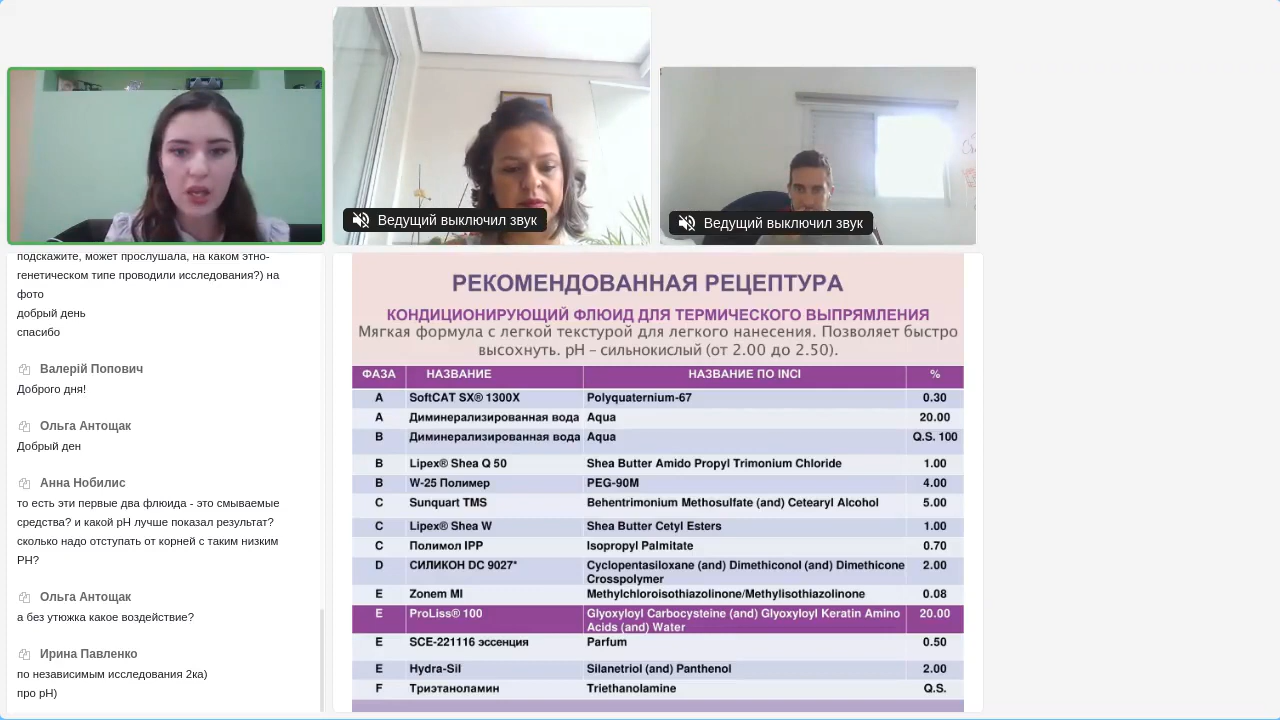 Ведущий выключил звук
Ведущий выключил звук
подскажите, может прослушала, на каком этно-
генетическом типе проводили исследования?) на
фото
добрый день
спасибо
Валерій Попович
Доброго дня!
Ольга Антощак
Добрый ден
Анна Нобилис
то есть эти первые два флюида - это смываемые
средства? и какой рН лучше показал результат?
сколько надо отступать от корней с таким низким
РН?
Ольга Антощак
а без утюжка какое воздействие?
Ирина Павленко
по независимым исследования 2ка)
про рН)
РЕКОМЕНДОВАННАЯ РЕЦЕПТУРА
КОНДИЦИОНИРУЮЩИЙ ФЛЮИД ДЛЯ ТЕРМИЧЕСКОГО ВЫПРЯМЛЕНИЯ
Мягкая формула с легкой текстурой для легкого нанесения. Позволяет быстро
высохнуть. pH – сильнокислый (от 2.00 до 2.50).
ФАЗА НАЗВАНИЕ НАЗВАНИЕ ПО INCI %
A SoftCAT SX® 1300X Polyquaternium-67 0.30
A Диминерализированная вода Aqua 20.00
B Диминерализированная вода Aqua Q.S. 100
B Lipex® Shea Q 50 Shea Butter Amido Propyl Trimonium Chloride 1.00
B W-25 Полимер PEG-90M 4.00
C Sunquart TMS Behentrimonium Methosulfate (and) Cetearyl Alcohol 5.00
C Lipex® Shea W Shea Butter Cetyl Esters 1.00
C Полимол IPP Isopropyl Palmitate 0.70
D СИЛИКОН DC 9027* Cyclopentasiloxane (and) Dimethiconol (and) Dimethicone 2.00
Crosspolymer
E Zonem MI Methylchloroisothiazolinone/Methylisothiazolinone 0.08
E ProLiss® 100 Glyoxyloyl Carbocysteine (and) Glyoxyloyl Keratin Amino 20.00
Acids (and) Water
E SCE-221116 эссенция Parfum 0.50
E Hydra-Sil Silanetriol (and) Panthenol 2.00
F Триэтаноламин Triethanolamine Q.S.